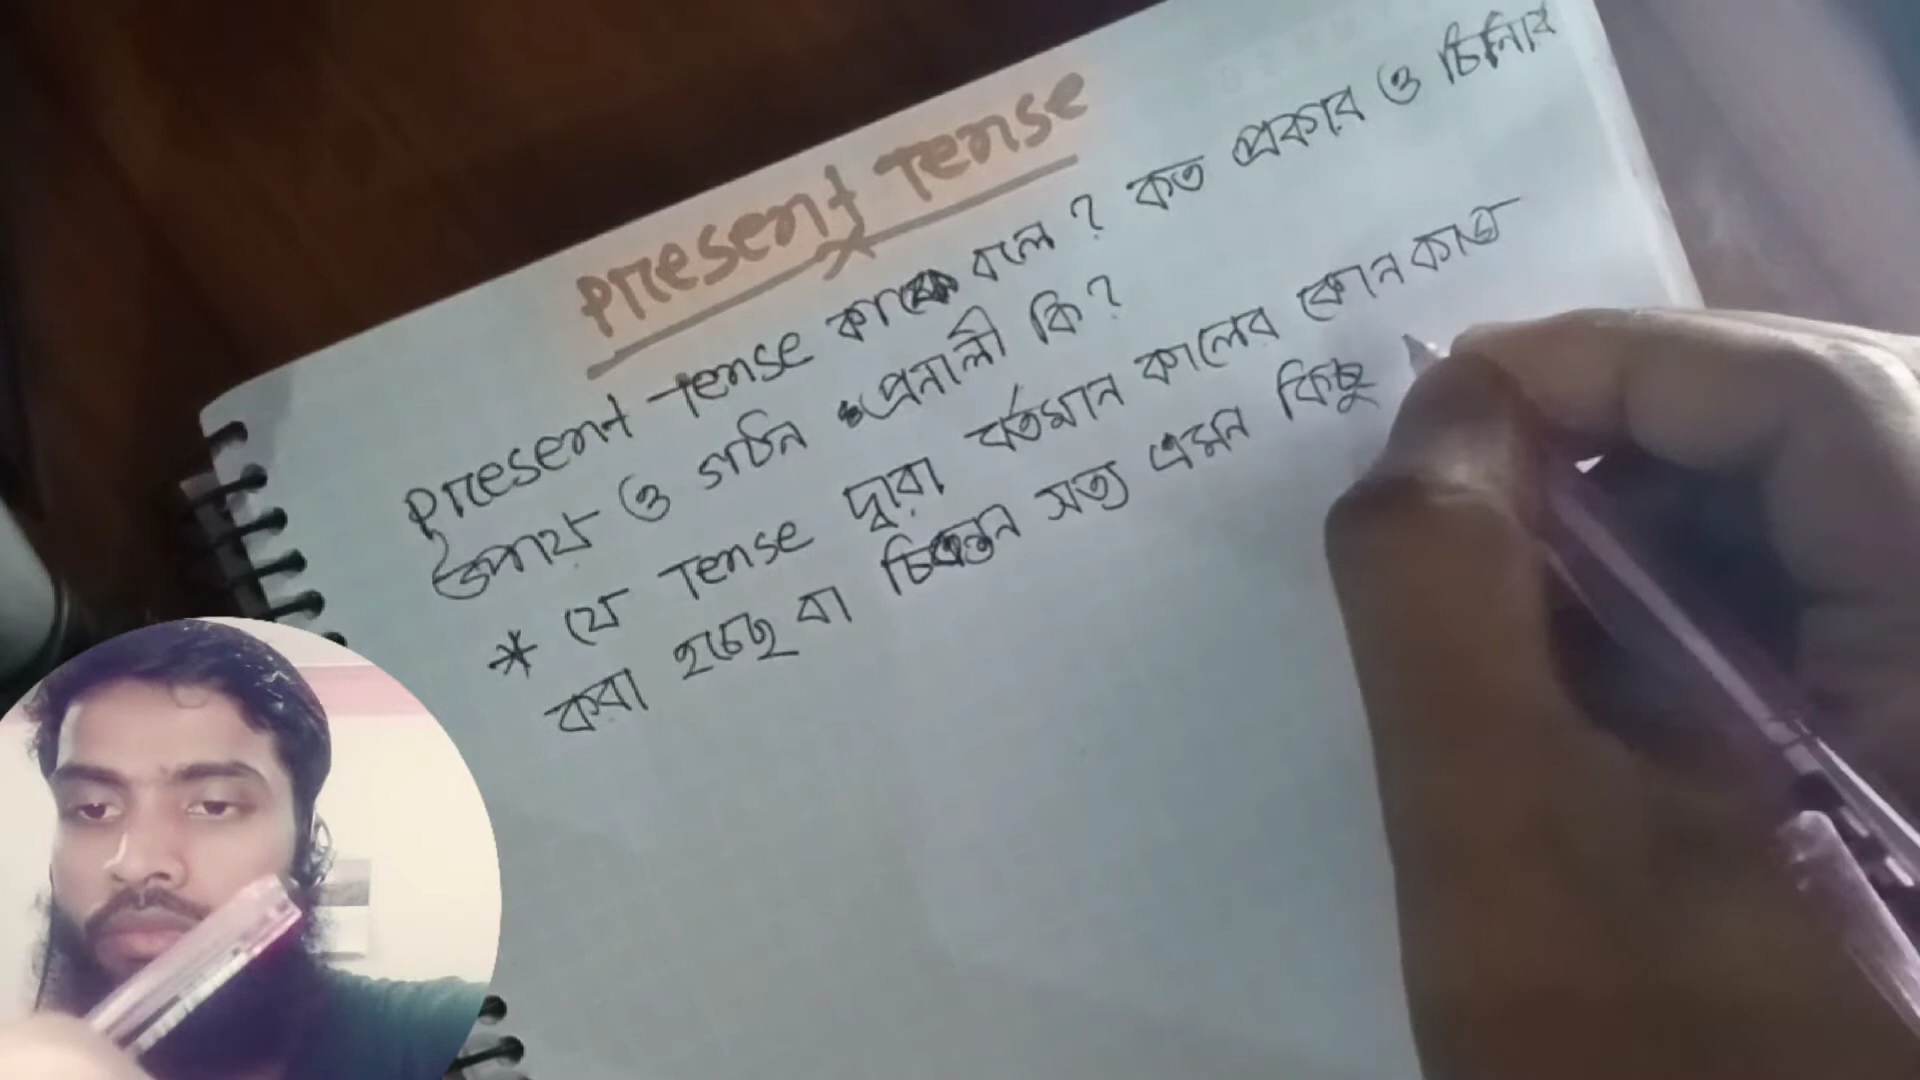 Present Tense
Present Tense কাকে বলে? কত প্রকার ও চিনার
উপায় ও গঠন প্রনালী কি?
* যে Tense দ্বারা বর্তমান কালের কোন কাজ
করা হচ্ছে বা চিরন্তন সত্য এমন কিছু